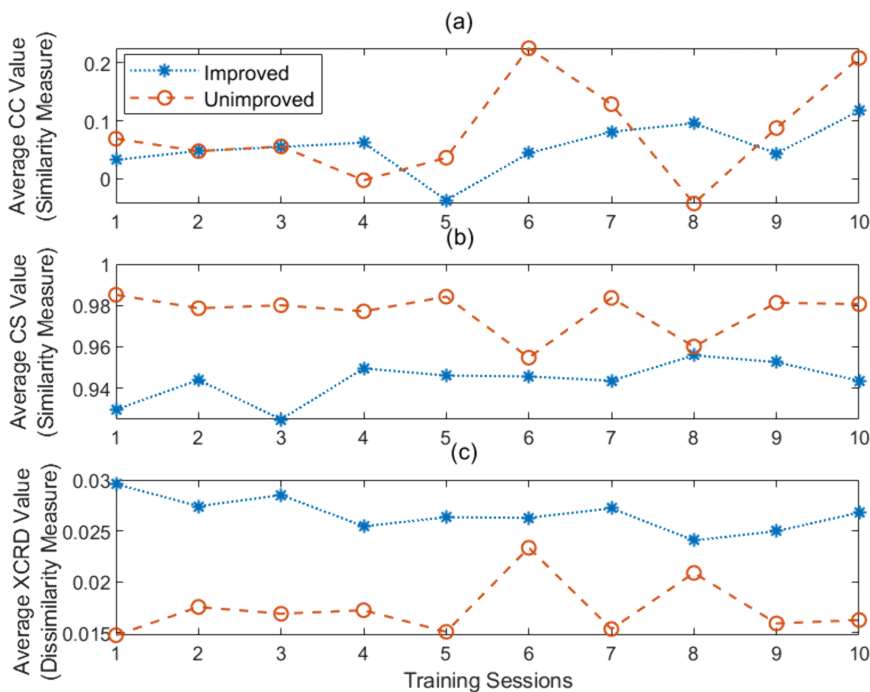 (a)
Average CC Value
(Similarity Measure)
0.2
0.1
0
Improved
Unimproved
1 2 3 4 5 6 7 8 9 10
(b)
Average CS Value
(Similarity Measure)
1
0.98
0.96
0.94
1 2 3 4 5 6 7 8 9 10
(c)
Average XCRD Value
(Dissimilarity Measure)
0.03
0.025
0.02
0.015
1 2 3 4 5 6 7 8 9 10
Training Sessions